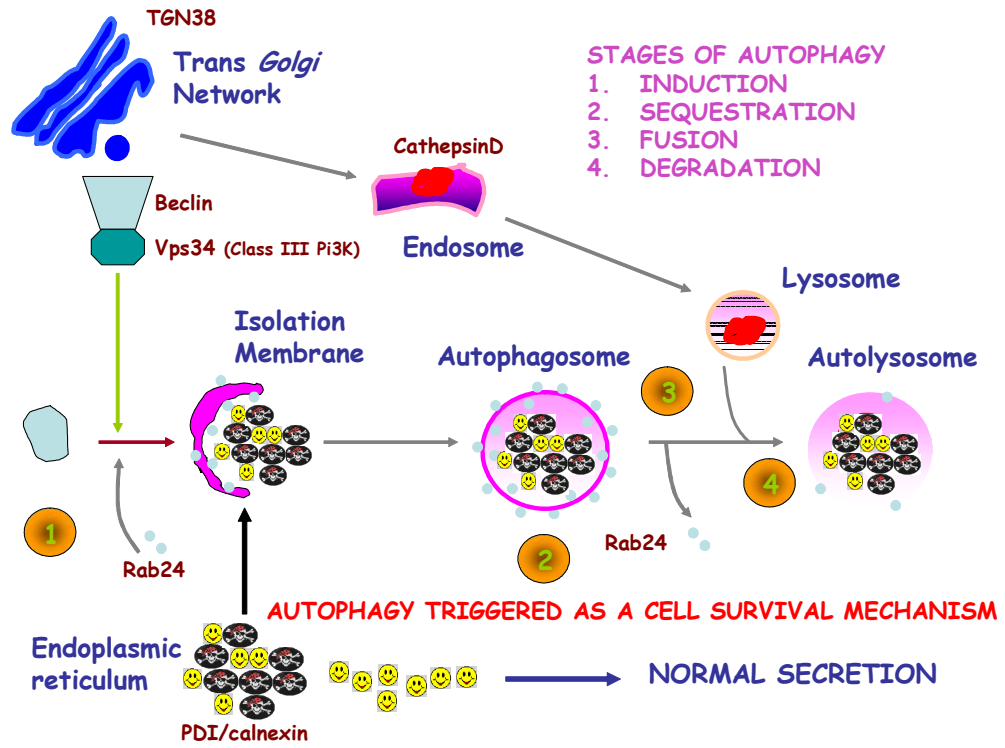 TGN38
Trans Golgi
Network
STAGES OF AUTOPHAGY
1. INDUCTION
2. SEQUESTRATION
3. FUSION
4. DEGRADATION
CathepsinD
Beclin
Vps34 (Class III Pi3K)
Endosome
Lysosome
Isolation
Membrane
Autophagosome
Autolysosome
3
4
1
2
Rab24
Rab24
AUTOPHAGY TRIGGERED AS A CELL SURVIVAL MECHANISM
Endoplasmic
reticulum
NORMAL SECRETION
PDI/calnexin